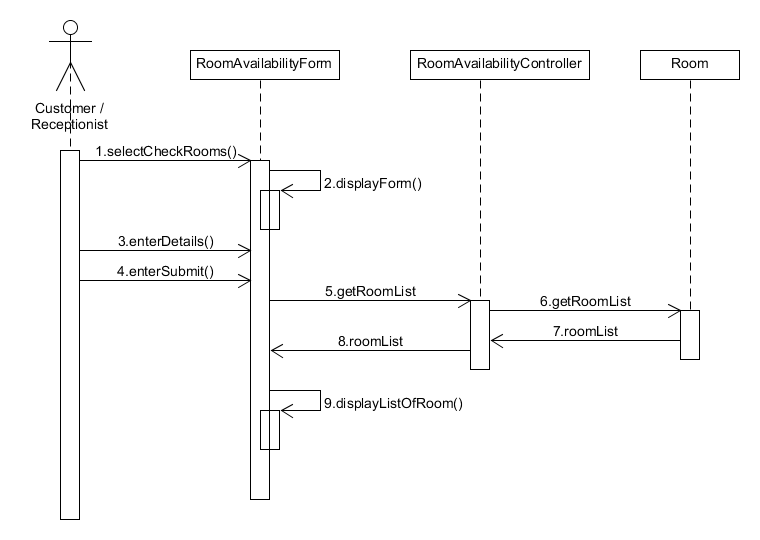 RoomAvailabilityForm
RoomAvailabilityController
Room
Customer /
Receptionist
1.selectCheckRooms()
2.displayForm()
3.enterDetails()
4.enterSubmit()
5.getRoomList
6.getRoomList
7.roomList
8.roomList
9.displayListOfRoom()